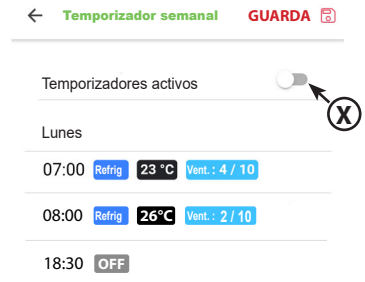 Temporizador semanal GUARDA
Temporizadores activos
X
Lunes
07:00 Refrig 23 °C Vent.: 4 / 10
08:00 Refrig 26°C Vent.: 2 / 10
18:30 OFF